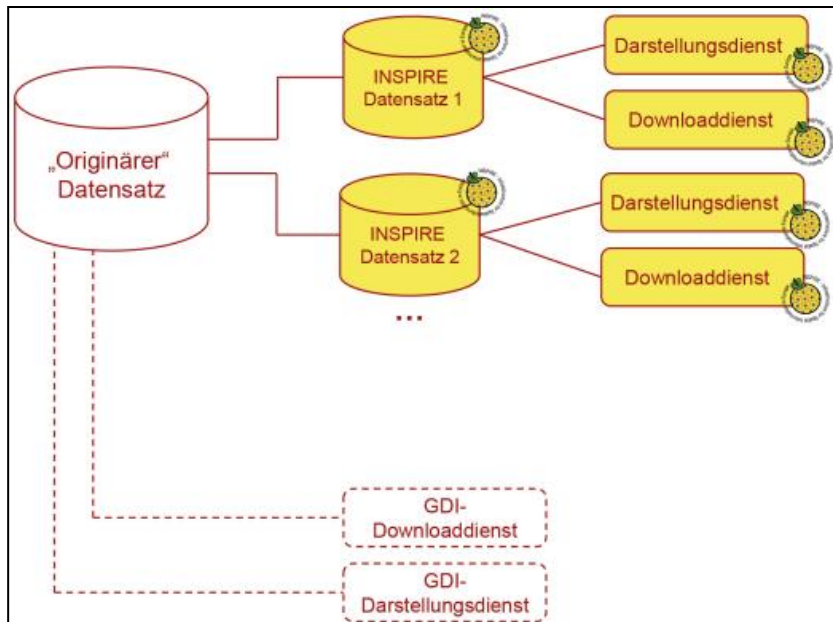 „Originärer“
Datensatz
INSPIRE
Datensatz 1
Darstellungsdienst
Downloaddienst
INSPIRE
Datensatz 2
Darstellungsdienst
Downloaddienst
...
GDI-
Downloaddienst
GDI-
Darstellungsdienst